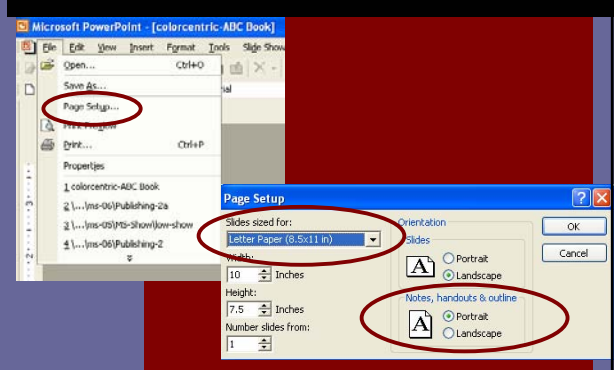 Microsoft PowerPoint - [colorcentric-ABC Book]
File Edit View Insert Format Tools Slide Show
Open... Ctrl+O
Save As...
Page Setup...
Print Preview
Print... Ctrl+P
Properties
1 colorcentric-ABC Book
2 \...\ms-06\Publishing-2a
3 \...\ms-05\MS-Show\low-show
4 \...\ms-06\Publishing-2
Page Setup
Slides sized for:
Letter Paper (8.5x11 in)
Width:
10 Inches
Height:
7.5 Inches
Number slides from:
1
Orientation
Slides
A
Portrait
Landscape
Notes, handouts & outline
A
Portrait
Landscape
OK
Cancel